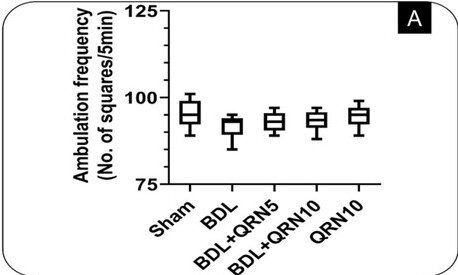 A
Ambulation frequency
(No. of squares/5min)
125
100
75
Sham
BDL
BDL+QRN5
BDL+QRN10
QRN10